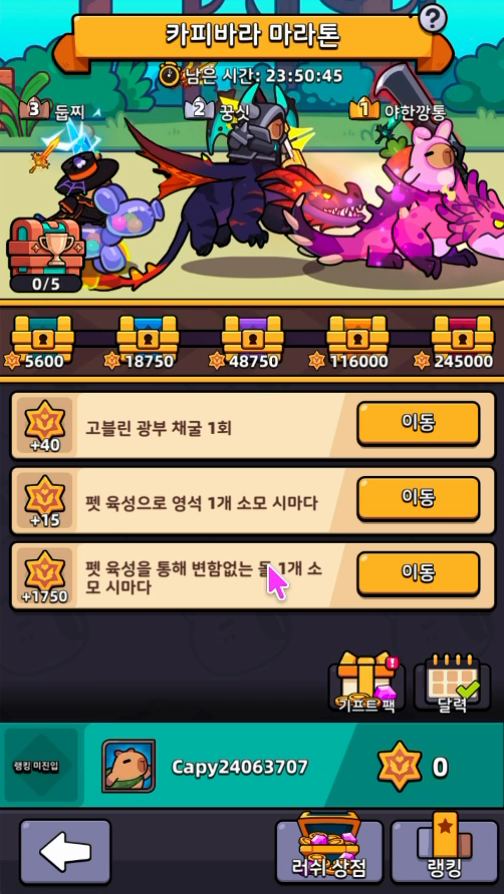 카피바라 마라톤
?
남은 시간: 23:50:45
3 둡찌
2 꿍싯
1 야한깡통
0/5
5600
18750
48750
116000
245000
+40
고블린 광부 채굴 1회
이동
+15
펫 육성으로 영석 1개 소모 시마다
이동
+1750
펫 육성을 통해 변함없는 돌 1개 소
모 시마다
이동
기프트 팩
달력
랭킹 미진입
Capy24063707
0
러쉬 상점
랭킹